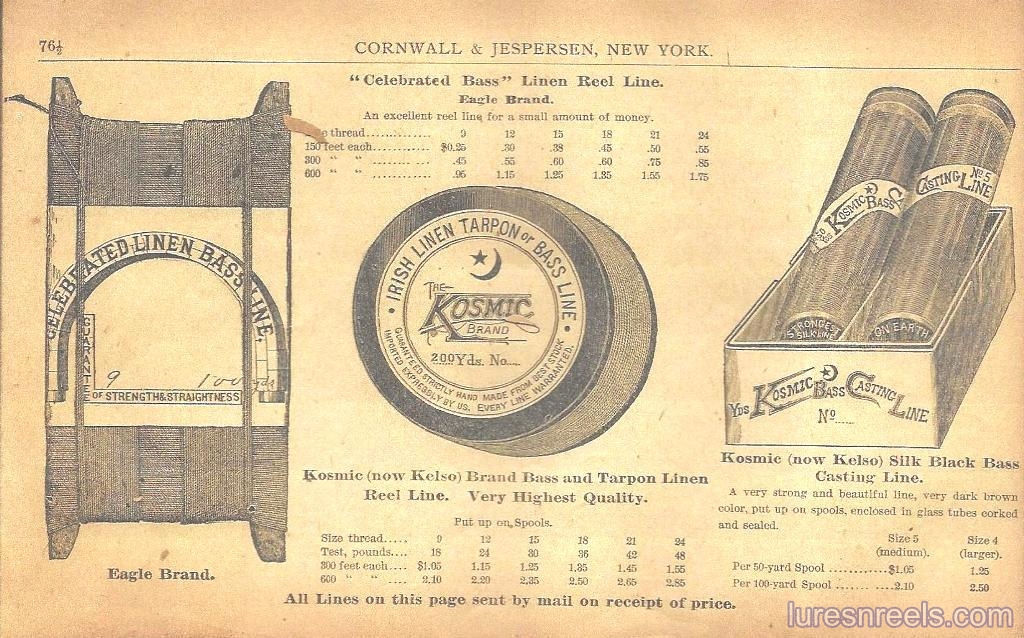 76½
CORNWALL & JESPERSEN, NEW YORK.
"Celebrated Bass" Linen Reel Line.
Eagle Brand.
An excellent reel line for a small amount of money.
thread.............. 9 12 15 18 21 24
150 feet each............ $0.25 .30 .38 .45 .50 .55
300 " " ............ .45 .55 .60 .60 .75 .85
600 " " ............ .95 1.15 1.25 1.35 1.55 1.75
CELEBRATED LINEN BASS LINE.
GUARANTEE
9 100 yds
OF STRENGTH & STRAIGHTNESS
Eagle Brand.
• IRISH LINEN TARPON or BASS LINE •
THE
KOSMIC
BRAND
200 Yds. No.....
GUARANTEED STRICTLY HAND MADE FROM BEST STOCK
IMPORTED EXPRESSLY BY US. EVERY LINE WARRANTED.
Kosmic (now Kelso) Brand Bass and Tarpon Linen
Reel Line. Very Highest Quality.
Put up on Spools.
Size thread..... 9 12 15 18 21 24
Test, pounds.... 18 24 30 36 42 48
300 feet each.... $1.05 1.15 1.25 1.35 1.45 1.55
600 " " .... 2.10 2.20 2.35 2.50 2.65 2.85
KOSMIC BASS
CASTING LINE
No 5
STRONGEST
SILK LINE
ON EARTH
YDS KOSMIC BASS CASTING LINE
No......
Kosmic (now Kelso) Silk Black Bass
Casting Line.
A very strong and beautiful line, very dark brown
color, put up on spools, enclosed in glass tubes corked
and sealed.
Size 5 Size 4
(medium). (larger).
Per 50-yard Spool ............$1.05 1.25
Per 100-yard Spool ............2.10 2.50
All Lines on this page sent by mail on receipt of price.
luresnreels.com